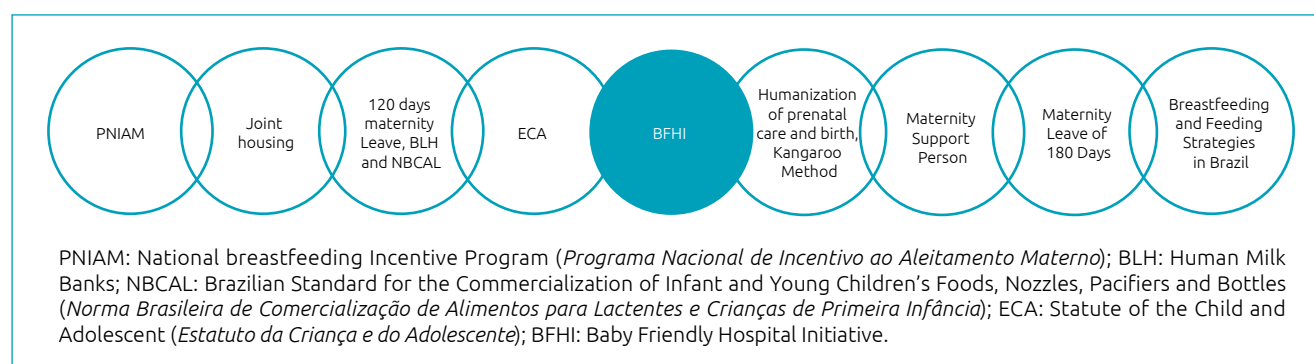 PNIAM
Joint
housing
120 days
maternity
Leave, BLH
and NBCAL
ECA
BFHI
Humanization
of prenatal
care and birth,
Kangaroo
Method
Maternity
Support
Person
Maternity
Leave of
180 Days
Breastfeeding
and Feeding
Strategies
in Brazil
PNIAM: National breastfeeding Incentive Program (Programa Nacional de Incentivo ao Aleitamento Materno); BLH: Human Milk
Banks; NBCAL: Brazilian Standard for the Commercialization of Infant and Young Children’s Foods, Nozzles, Pacifiers and Bottles
(Norma Brasileira de Comercialização de Alimentos para Lactentes e Crianças de Primeira Infância); ECA: Statute of the Child and
Adolescent (Estatuto da Criança e do Adolescente); BFHI: Baby Friendly Hospital Initiative.